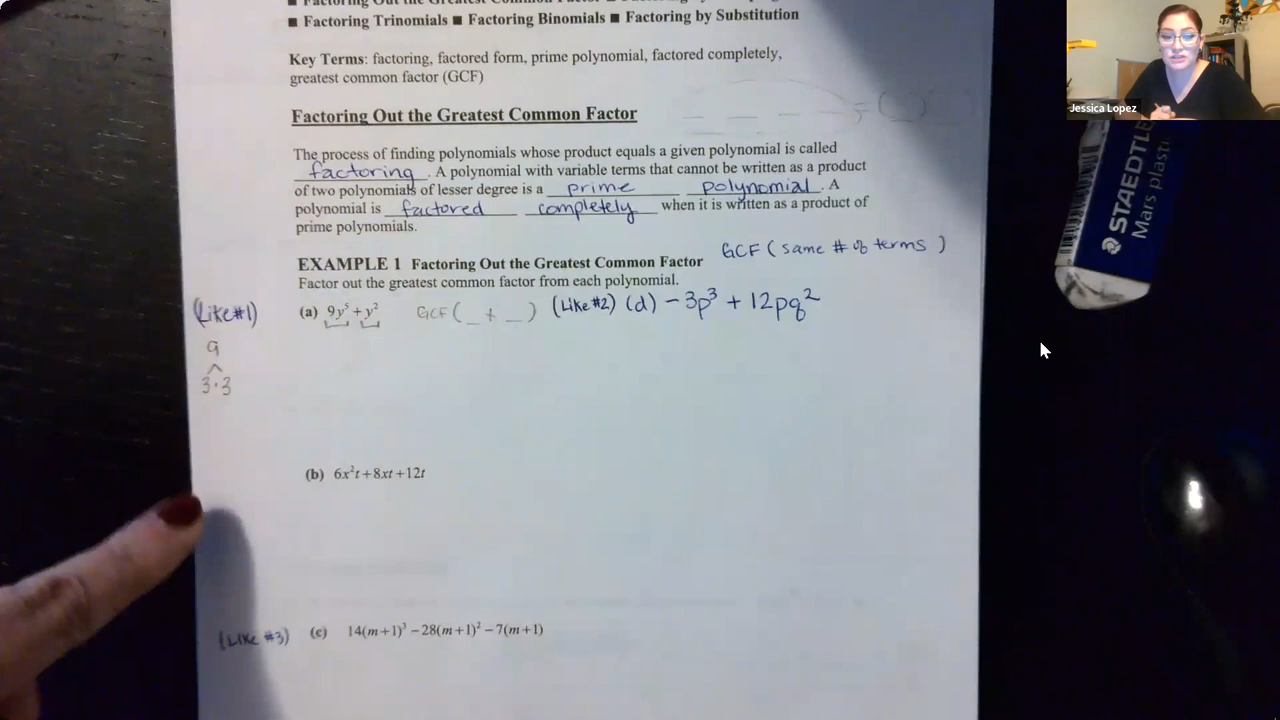 ■ Factoring Trinomials ■ Factoring Binomials ■ Factoring by Substitution
Key Terms: factoring, factored form, prime polynomial, factored completely,
greatest common factor (GCF)
Factoring Out the Greatest Common Factor
The process of finding polynomials whose product equals a given polynomial is called
factoring. A polynomial with variable terms that cannot be written as a product
of two polynomials of lesser degree is a prime polynomial. A
polynomial is factored completely when it is written as a product of
prime polynomials.
GCF ( same # of terms )
EXAMPLE 1 Factoring Out the Greatest Common Factor
Factor out the greatest common factor from each polynomial.
(Like #1) (a) 9y⁵ + y² GCF ( _ + _ ) (Like #2) (d) −3p³ + 12pq²
9
3·3
(b) 6x²t + 8xt + 12t
(Like #3) (c) 14(m+1)³ − 28(m+1)² − 7(m+1)
Jessica Lopez
STAEDTLER
Mars plasti